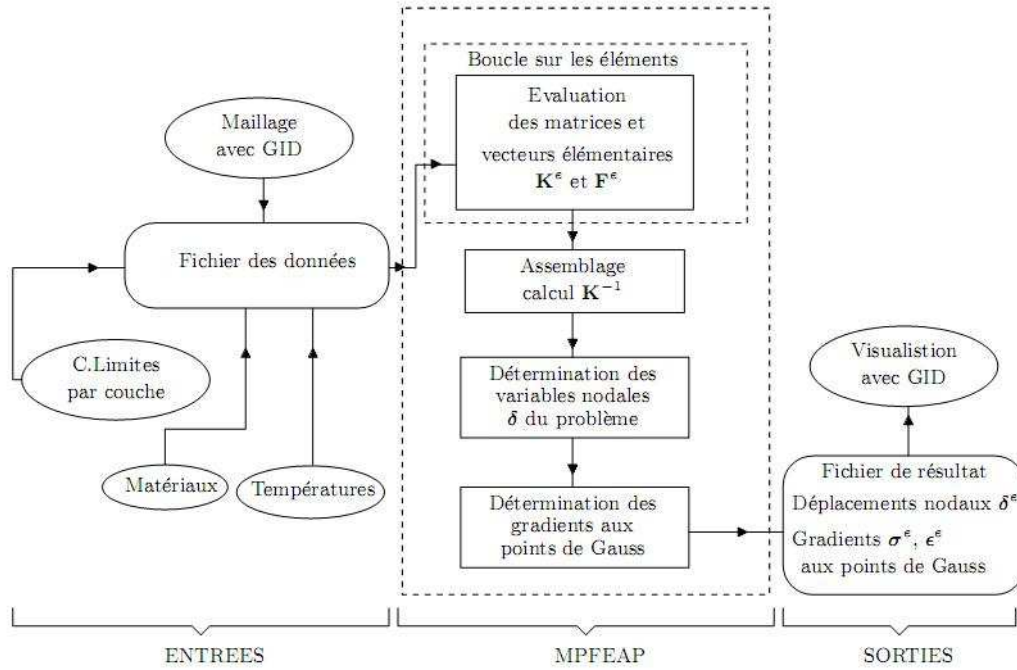 Maillage
avec GID
Fichier des données
C.Limites
par couche
Matériaux
Températures
ENTREES
Boucle sur les éléments
Evaluation
des matrices et
vecteurs élémentaires
K^e et F^e
Assemblage
calcul K^{-1}
Détermination des
variables nodales
δ du problème
Détermination des
gradients aux
points de Gauss
MPFEAP
Visualistion
avec GID
Fichier de résultat
Déplacements nodaux δ^e
Gradients σ^e, ϵ^e
aux points de Gauss
SORTIES